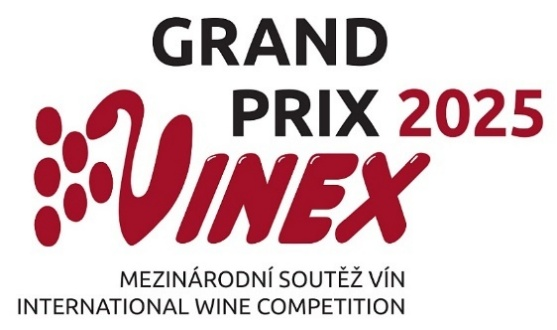 GRAND
PRIX 2025
VINEX
MEZINÁRODNÍ SOUTĚŽ VÍN
INTERNATIONAL WINE COMPETITION